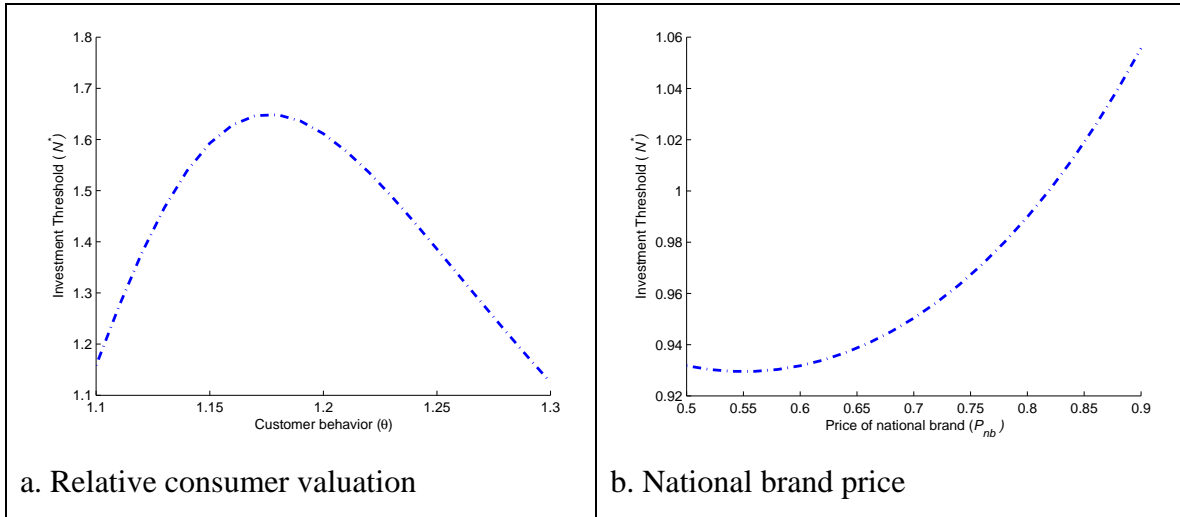 1.8
1.7
1.6
1.5
1.4
1.3
1.2
1.1
Investment Threshold (N*)
1.1 1.15 1.2 1.25 1.3
Customer behavior (θ)
a. Relative consumer valuation
1.06
1.04
1.02
1
0.98
0.96
0.94
0.92
Investment Threshold (N*)
0.5 0.55 0.6 0.65 0.7 0.75 0.8 0.85 0.9
Price of national brand (P_nb)
b. National brand price